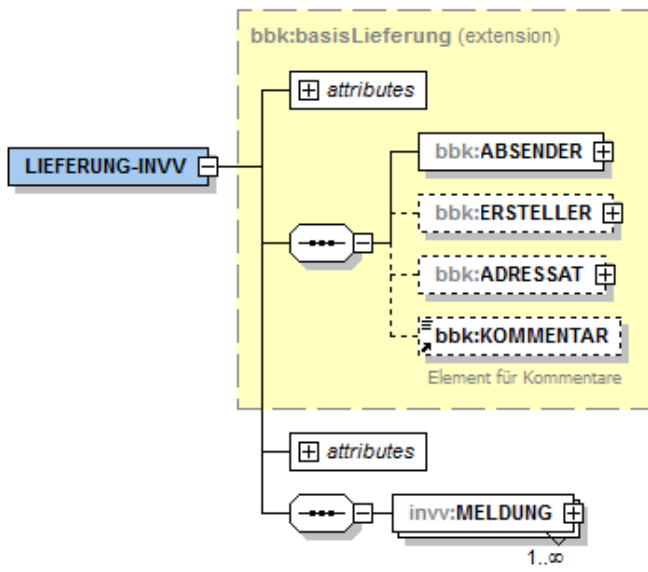 bbk:basisLieferung (extension)
attributes
LIEFERUNG-INVV
bbk:ABSENDER
bbk:ERSTELLER
bbk:ADRESSAT
bbk:KOMMENTAR
Element für Kommentare
attributes
invv:MELDUNG
1..∞